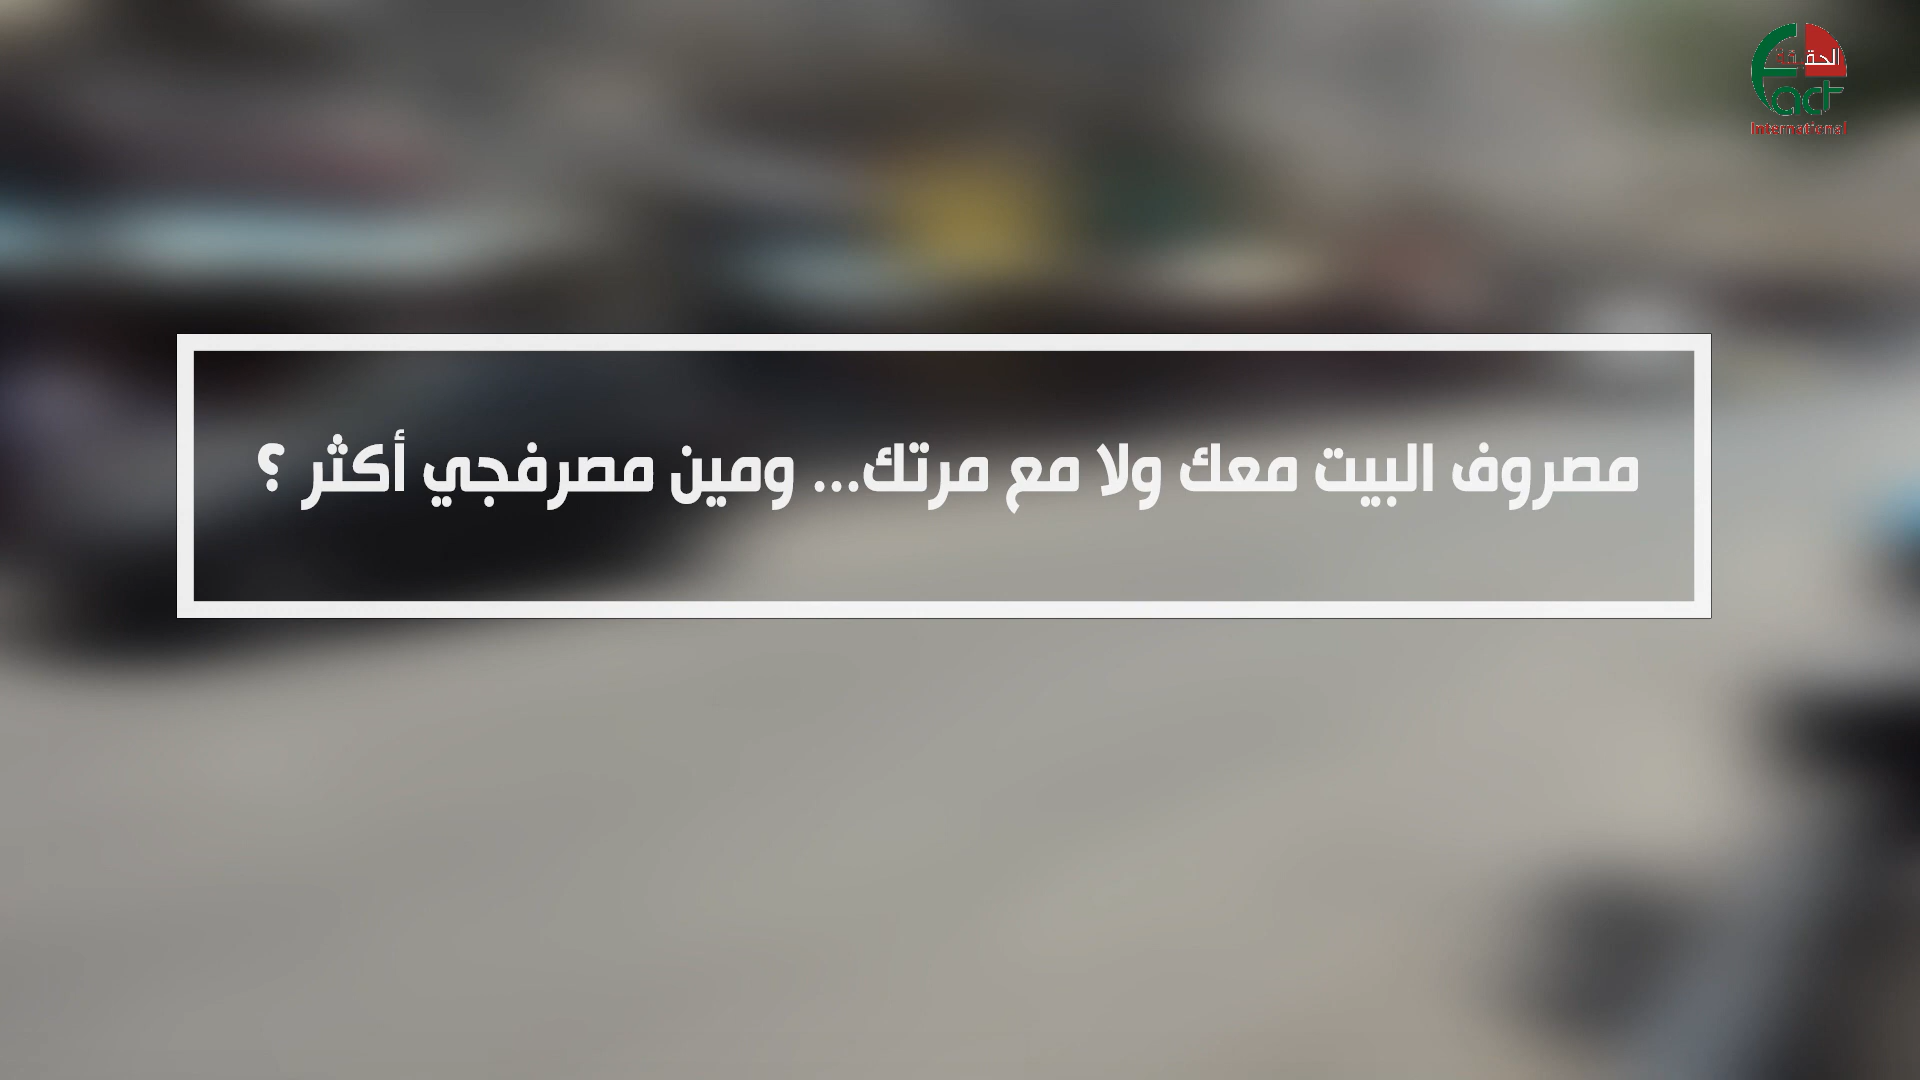 الحقيقة
Fact
International
مصروف البيت معك ولا مع مرتك... ومين مصرفجي أكثر ؟